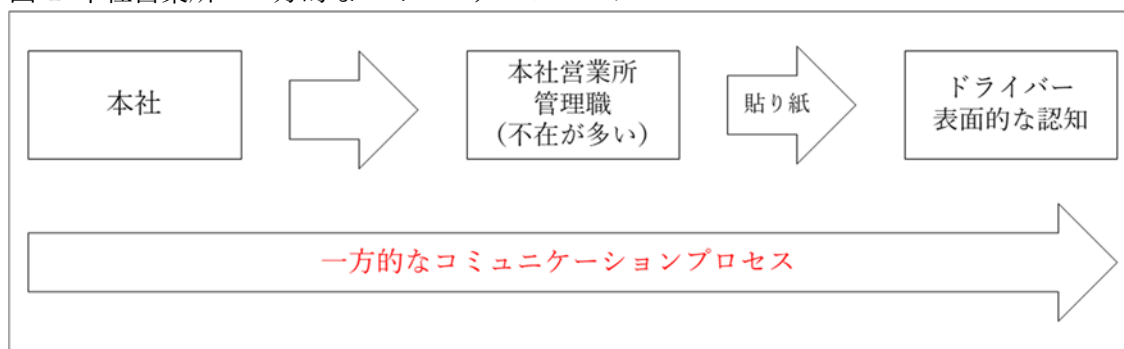 本社
本社営業所
管理職
(不在が多い)
貼り紙
ドライバー
表面的な認知
一方的なコミュニケーションプロセス